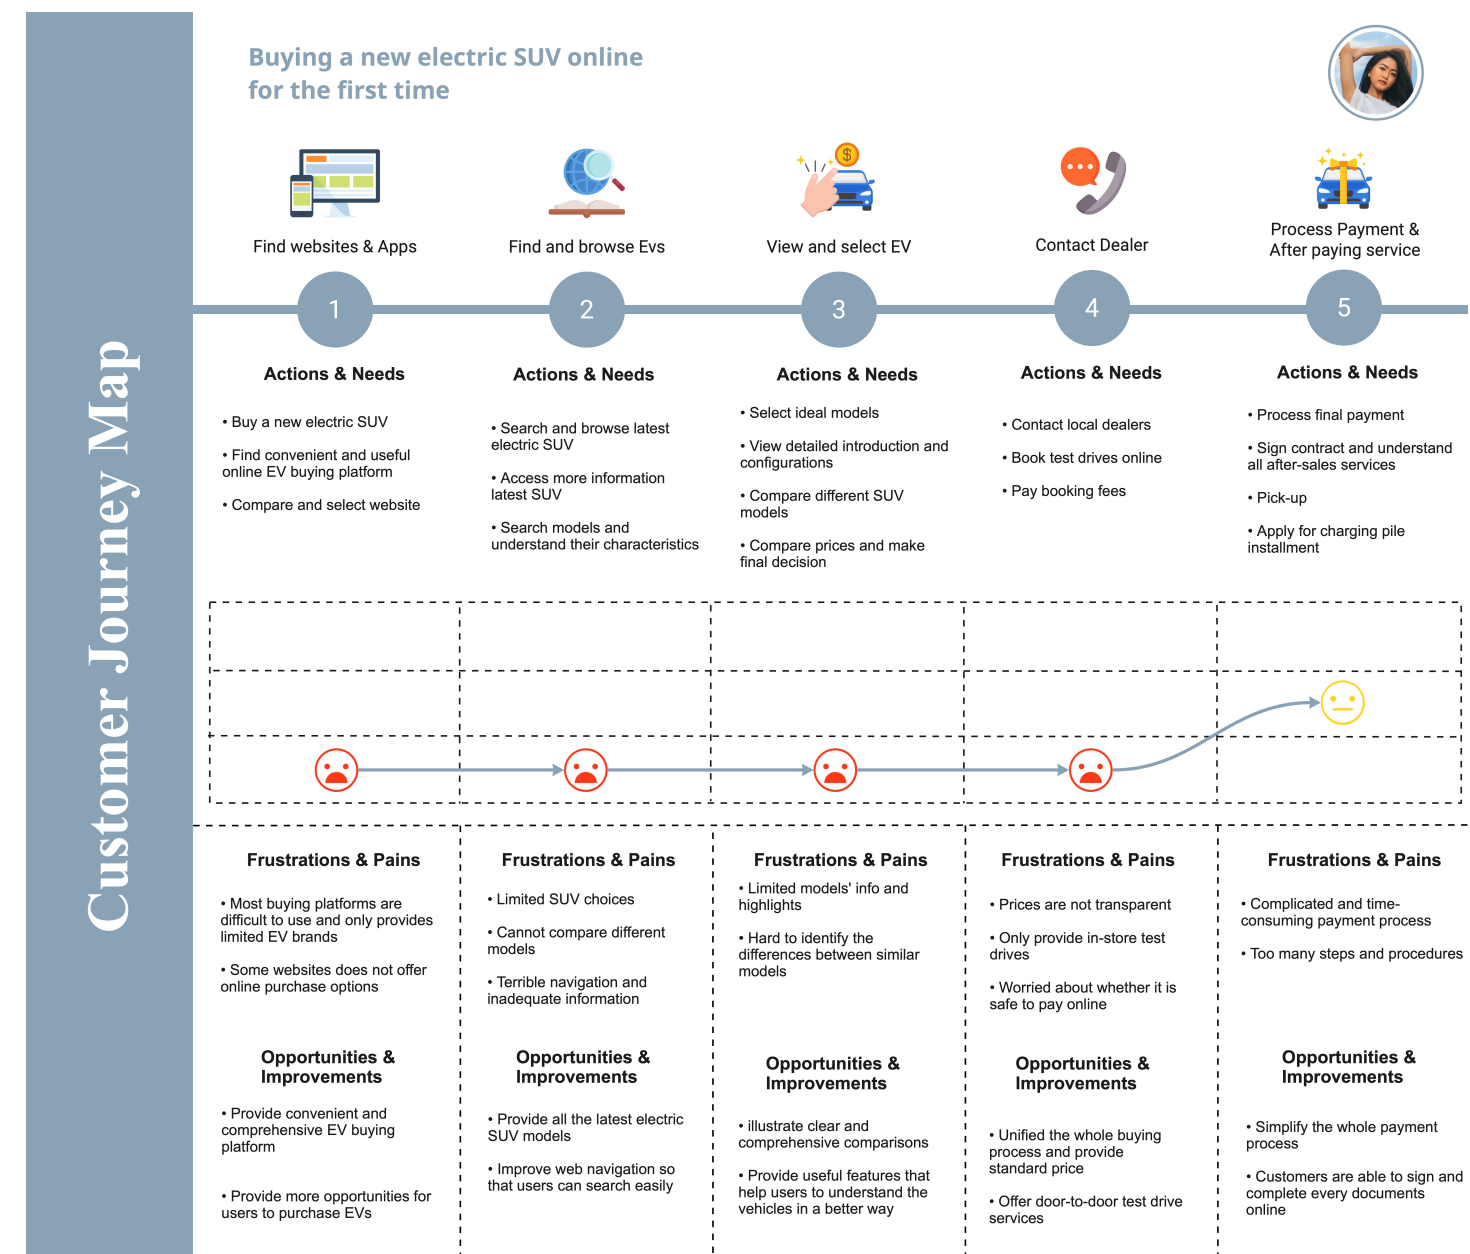 Customer Journey Map
Buying a new electric SUV online
for the first time
Find websites & Apps
Find and browse Evs
View and select EV
$
Contact Dealer
Process Payment &
After paying service
1
2
3
4
5
Actions & Needs
• Buy a new electric SUV
• Find convenient and useful
online EV buying platform
• Compare and select website
Actions & Needs
• Search and browse latest
electric SUV
• Access more information
latest SUV
• Search models and
understand their characteristics
Actions & Needs
• Select ideal models
• View detailed introduction and
configurations
• Compare different SUV
models
• Compare prices and make
final decision
Actions & Needs
• Contact local dealers
• Book test drives online
• Pay booking fees
Actions & Needs
• Process final payment
• Sign contract and understand
all after-sales services
• Pick-up
• Apply for charging pile
installment
Frustrations & Pains
• Most buying platforms are
difficult to use and only provides
limited EV brands
• Some websites does not offer
online purchase options
Frustrations & Pains
• Limited SUV choices
• Cannot compare different
models
• Terrible navigation and
inadequate information
Frustrations & Pains
• Limited models' info and
highlights
• Hard to identify the
differences between similar
models
Frustrations & Pains
• Prices are not transparent
• Only provide in-store test
drives
• Worried about whether it is
safe to pay online
Frustrations & Pains
• Complicated and time-
consuming payment process
• Too many steps and procedures
Opportunities &
Improvements
• Provide convenient and
comprehensive EV buying
platform
• Provide more opportunities for
users to purchase EVs
Opportunities &
Improvements
• Provide all the latest electric
SUV models
• Improve web navigation so
that users can search easily
Opportunities &
Improvements
• illustrate clear and
comprehensive comparisons
• Provide useful features that
help users to understand the
vehicles in a better way
Opportunities &
Improvements
• Unified the whole buying
process and provide
standard price
• Offer door-to-door test drive
services
Opportunities &
Improvements
• Simplify the whole payment
process
• Customers are able to sign and
complete every documents
online